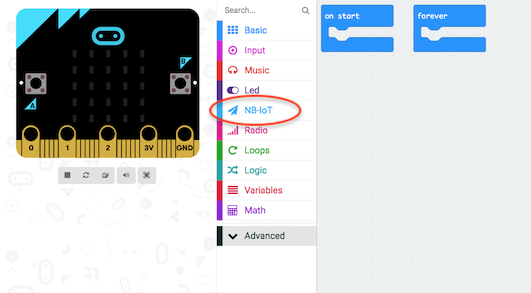 Search...
Basic
Input
Music
Led
NB-IoT
Radio
Loops
Logic
Variables
Math
Advanced
on start
forever
A
B
0 1 2 3V GND